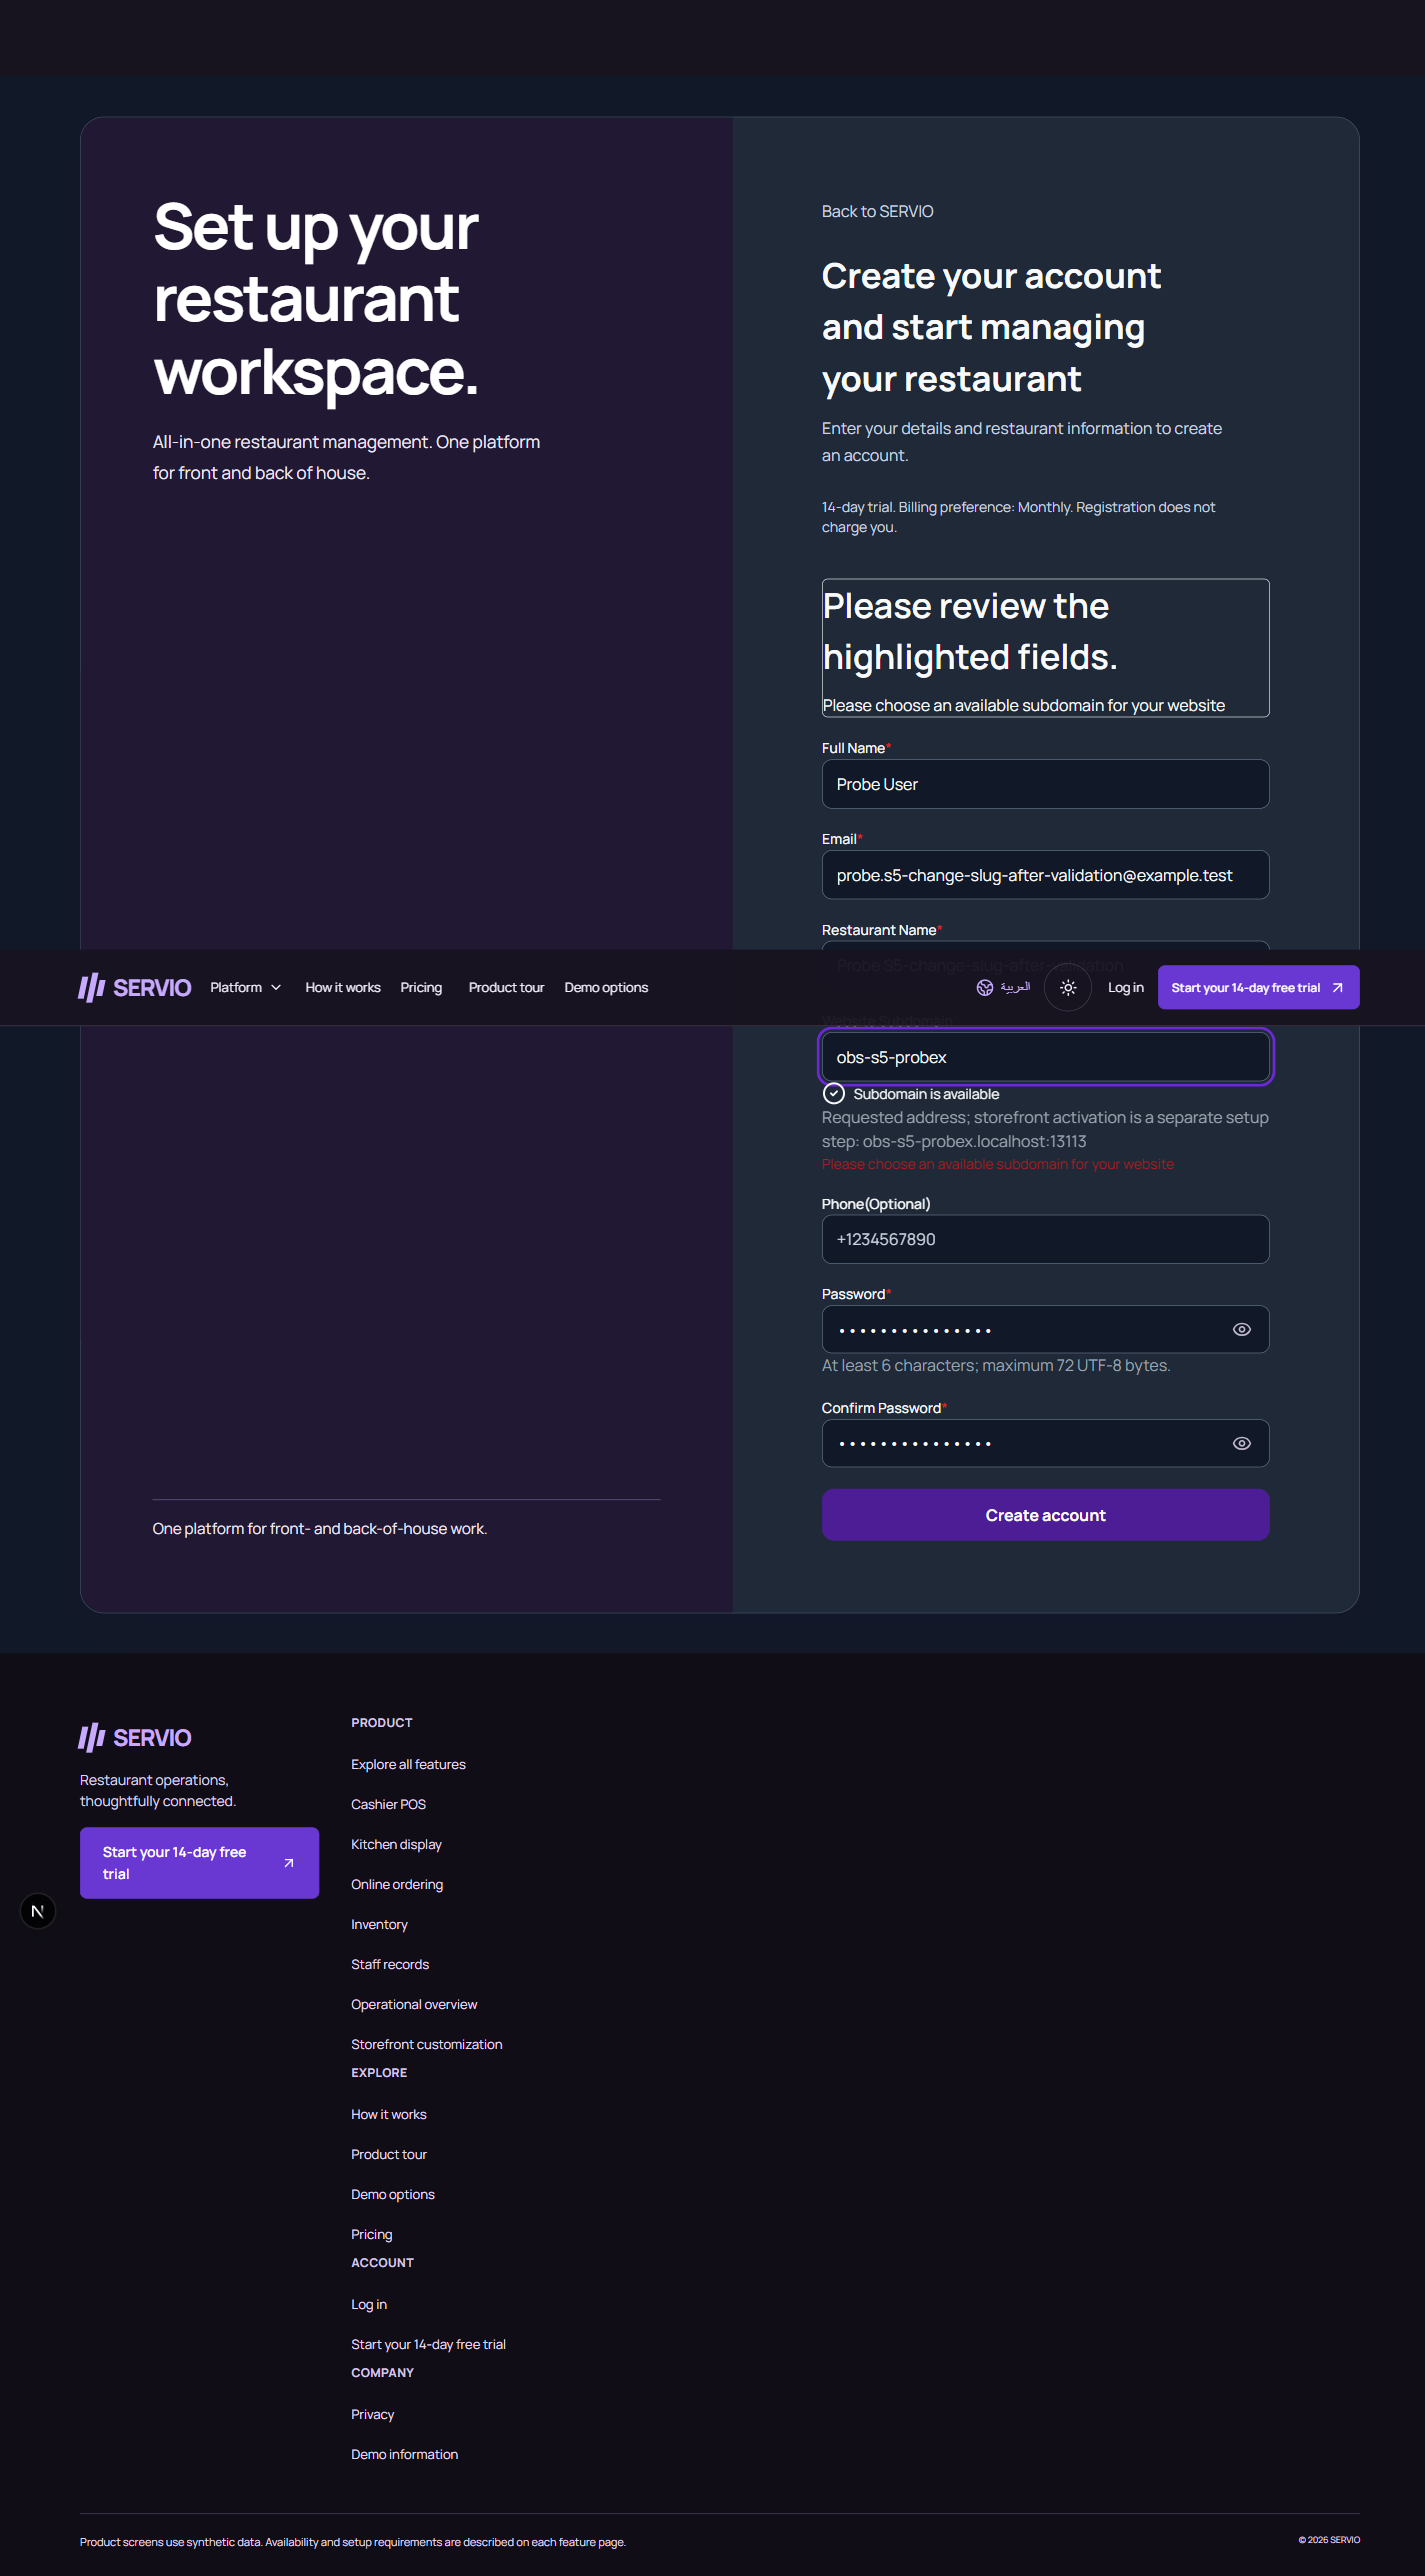 Set up your
restaurant
workspace.
All-in-one restaurant management. One platform
for front and back of house.
Back to SERVIO
Create your account
and start managing
your restaurant
Enter your details and restaurant information to create
an account.
14-day trial. Billing preference: Monthly. Registration does not
charge you.
Please review the
highlighted fields.
Please choose an available subdomain for your website
Full Name*
Probe User
Email*
probe.s5-change-slug-after-validation@example.test
Restaurant Name*
Probe S5-change-slug-after-validation
SERVIO
Platform
How it works
Pricing
Product tour
Demo options
العربية
Log in
Start your 14-day free trial
Website Subdomain
obs-s5-probex
Subdomain is available
Requested address; storefront activation is a separate setup
step: obs-s5-probex.localhost:13113
Please choose an available subdomain for your website
Phone(Optional)
+1234567890
Password*
At least 6 characters; maximum 72 UTF-8 bytes.
Confirm Password*
Create account
One platform for front- and back-of-house work.
SERVIO
Restaurant operations,
thoughtfully connected.
Start your 14-day free
trial
N
PRODUCT
Explore all features
Cashier POS
Kitchen display
Online ordering
Inventory
Staff records
Operational overview
Storefront customization
EXPLORE
How it works
Product tour
Demo options
Pricing
ACCOUNT
Log in
Start your 14-day free trial
COMPANY
Privacy
Demo information
Product screens use synthetic data. Availability and setup requirements are described on each feature page.
© 2026 SERVIO